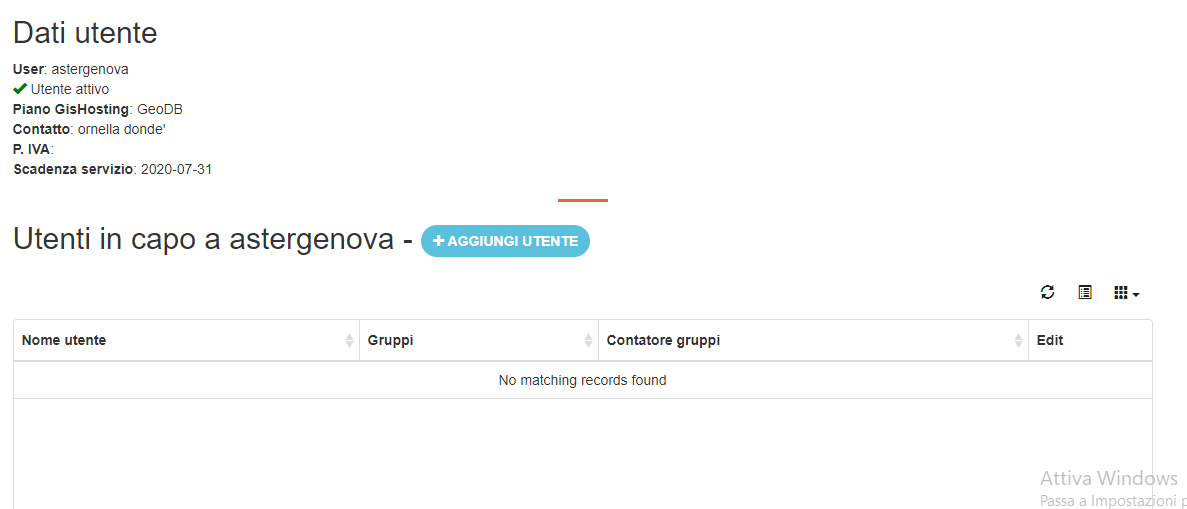 Dati utente
User: astergenova
Utente attivo
Piano GisHosting: GeoDB
Contatto: ornella donde'
P. IVA:
Scadenza servizio: 2020-07-31
Utenti in capo a astergenova - AGGIUNGI UTENTE
Nome utente Gruppi Contatore gruppi Edit
No matching records found
Attiva Windows
Passa a Impostazioni p